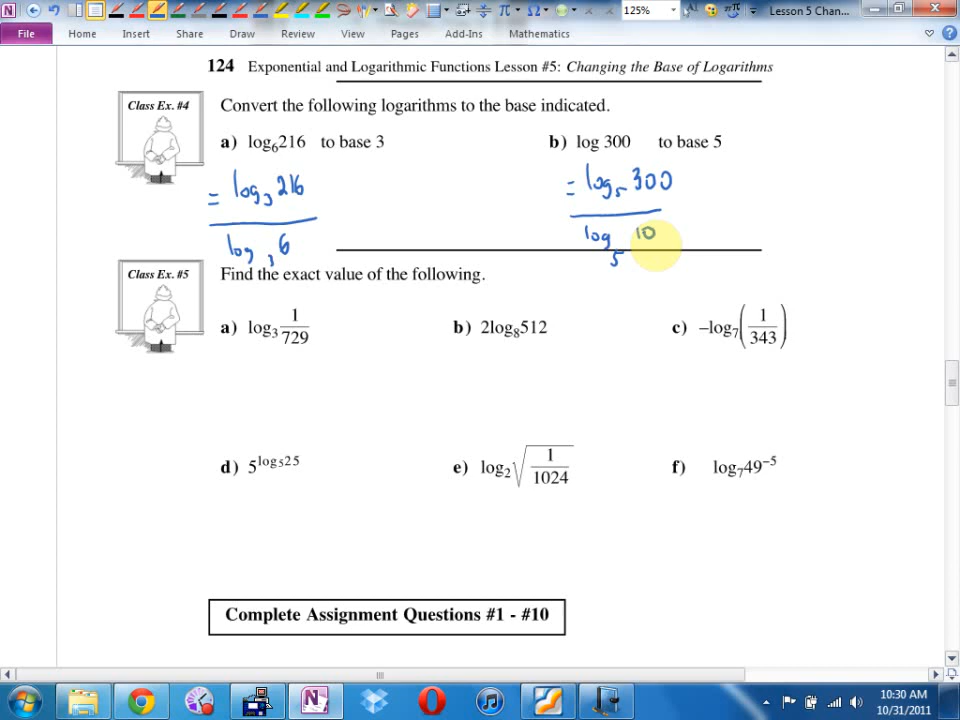 125%
Lesson 5 Chan...
File Home Insert Share Draw Review View Pages Add-Ins Mathematics
124 Exponential and Logarithmic Functions Lesson #5: Changing the Base of Logarithms
Class Ex. #4
Convert the following logarithms to the base indicated.
a) log₆216 to base 3
b) log 300 to base 5
= log₃ 216
log₃ 6
= log₅ 300
log₅ 10
Class Ex. #5
Find the exact value of the following.
a) log₃ 1/729
b) 2log₈512
c) –log₇(1/343)
d) 5^(log₅25)
e) log₂ √(1/1024)
f) log₇49⁻⁵
Complete Assignment Questions #1 - #10
10:30 AM
10/31/2011